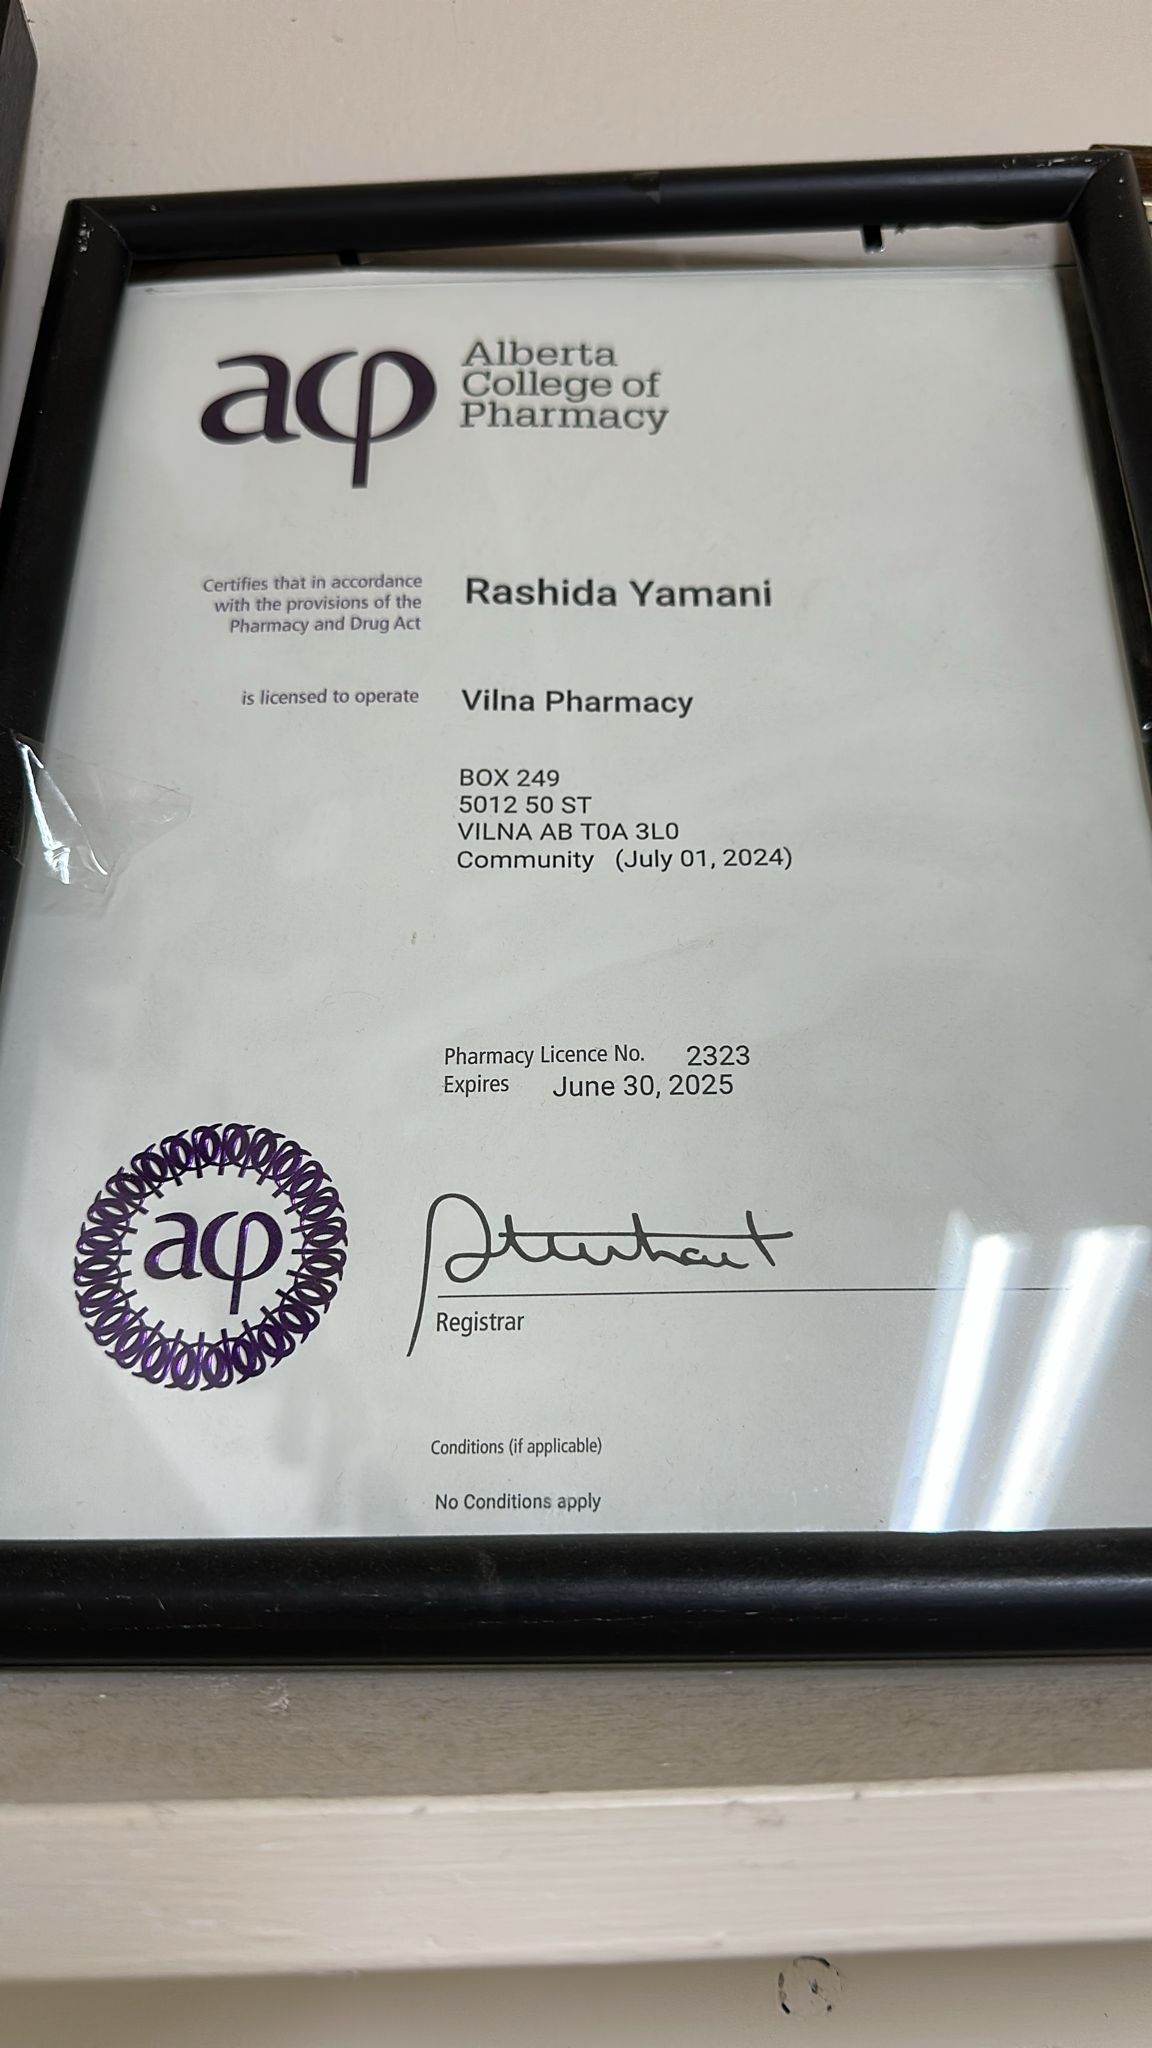 acp
Alberta
College of
Pharmacy
Certifies that in accordance
with the provisions of the
Pharmacy and Drug Act
Rashida Yamani
is licensed to operate
Vilna Pharmacy
BOX 249
5012 50 ST
VILNA AB T0A 3L0
Community (July 01, 2024)
Pharmacy Licence No. 2323
Expires June 30, 2025
acp
Registrar
Conditions (if applicable)
No Conditions apply